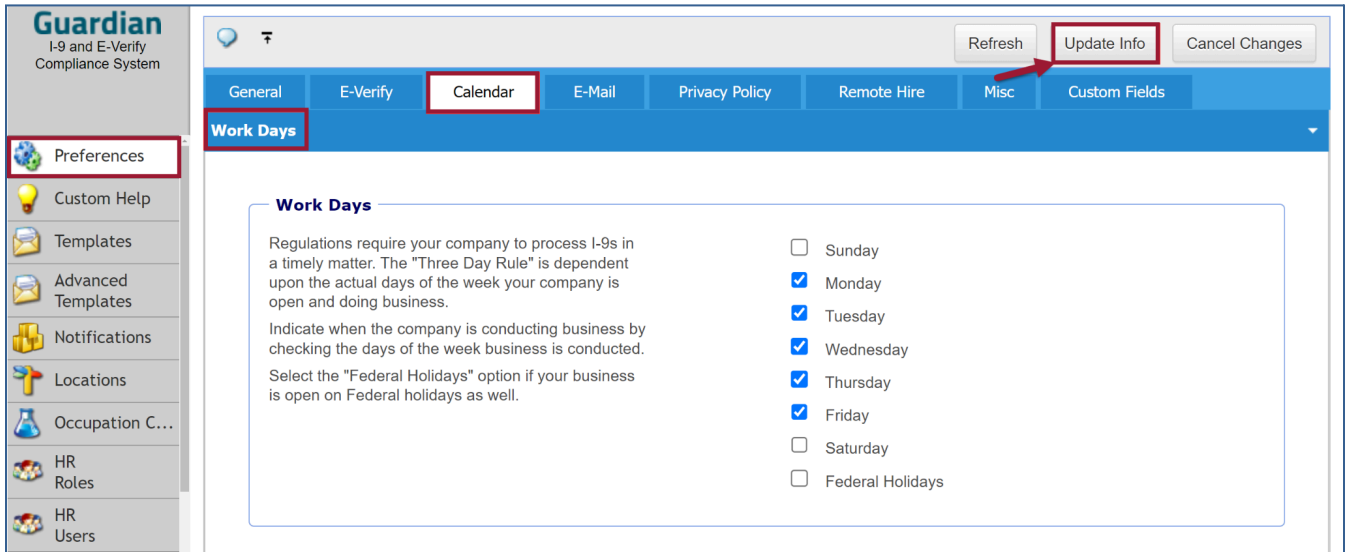 Guardian
I-9 and E-Verify
Compliance System
Refresh
Update Info
Cancel Changes
General
E-Verify
Calendar
E-Mail
Privacy Policy
Remote Hire
Misc
Custom Fields
Work Days
Preferences
Custom Help
Templates
Advanced
Templates
Notifications
Locations
Occupation C...
HR
Roles
HR
Users
Work Days
Regulations require your company to process I-9s in
a timely matter. The "Three Day Rule" is dependent
upon the actual days of the week your company is
open and doing business.
Indicate when the company is conducting business by
checking the days of the week business is conducted.
Select the "Federal Holidays" option if your business
is open on Federal holidays as well.
Sunday
Monday
Tuesday
Wednesday
Thursday
Friday
Saturday
Federal Holidays